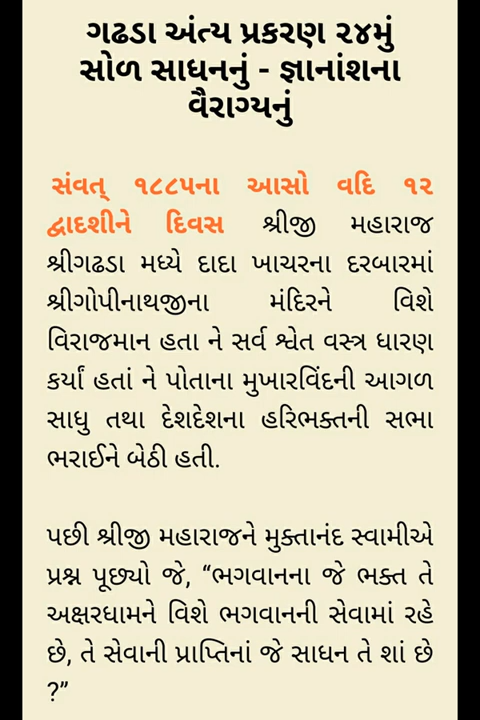 ગઢડા અંત્ય પ્રકરણ ૨૪મું
સોળ સાધનનું - જ્ઞાનાંશના
વૈરાગ્યનું
સંવત્ ૧૮૮૫ના આસો વદિ ૧૨
દ્વાદશીને દિવસ શ્રીજી મહારાજ
શ્રીગઢડા મધ્યે દાદા ખાચરના દરબારમાં
શ્રીગોપીનાથજીના મંદિરને વિશે
વિરાજમાન હતા ને સર્વ શ્વેત વસ્ત્ર ધારણ
કર્યાં હતાં ને પોતાના મુખારવિંદની આગળ
સાધુ તથા દેશદેશના હરિભક્તની સભા
ભરાઈને બેઠી હતી.
પછી શ્રીજી મહારાજને મુક્તાનંદ સ્વામીએ
પ્રશ્ન પૂછ્યો જે, “ભગવાનના જે ભક્ત તે
અક્ષરધામને વિશે ભગવાનની સેવામાં રહે
છે, તે સેવાની પ્રાપ્તિનાં જે સાધન તે શાં છે
?”